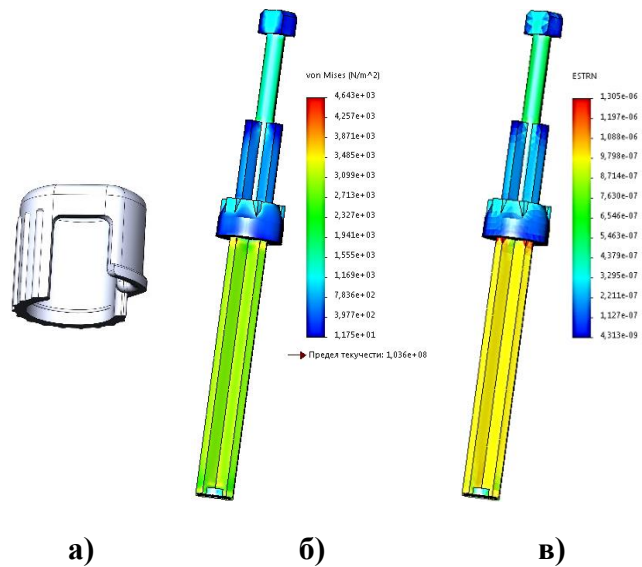 von Mises (N/m^2)
4,643e+03
4,257e+03
3,871e+03
3,485e+03
3,099e+03
2,713e+03
2,327e+03
1,941e+03
1,555e+03
1,169e+03
7,836e+02
3,977e+02
1,175e+01
Предел текучести: 1,036e+08
ESTRN
1,305e-06
1,197e-06
1,088e-06
9,798e-07
8,714e-07
7,630e-07
6,546e-07
5,463e-07
4,379e-07
3,295e-07
2,211e-07
1,127e-07
4,313e-09
а) б) в)